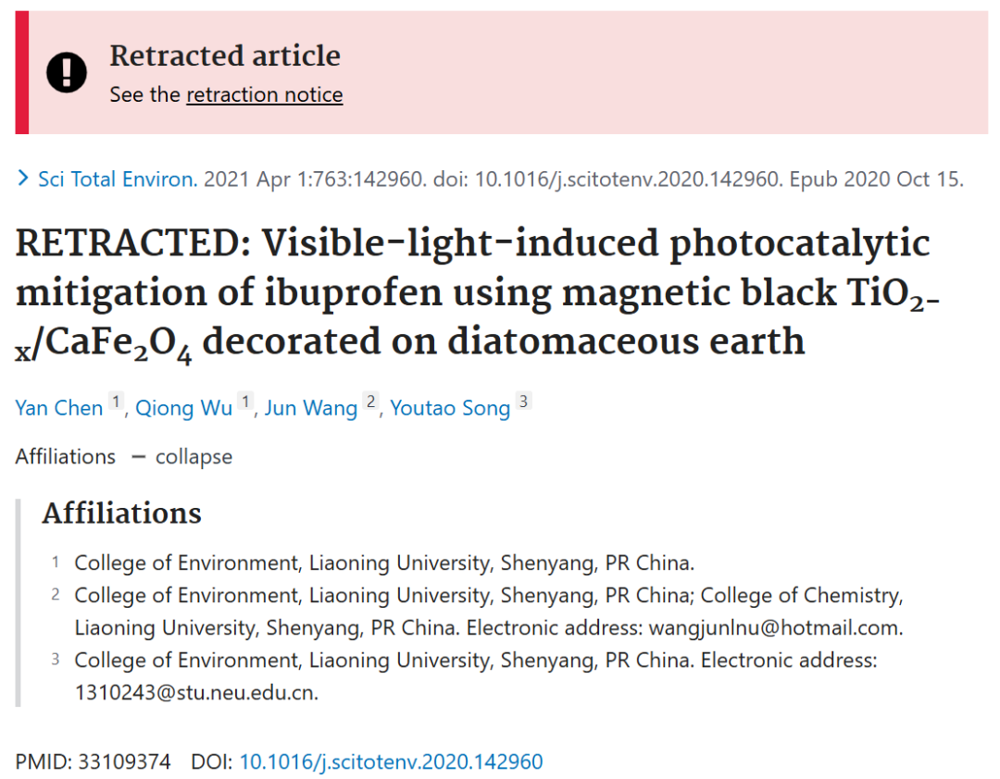 Retracted article
See the retraction notice
Sci Total Environ. 2021 Apr 1:763:142960. doi: 10.1016/j.scitotenv.2020.142960. Epub 2020 Oct 15.
RETRACTED: Visible-light-induced photocatalytic
mitigation of ibuprofen using magnetic black TiO₂₋
ₓ/CaFe₂O₄ decorated on diatomaceous earth
Yan Chen 1, Qiong Wu 1, Jun Wang 2, Youtao Song 3
Affiliations − collapse
Affiliations
1 College of Environment, Liaoning University, Shenyang, PR China.
2 College of Environment, Liaoning University, Shenyang, PR China; College of Chemistry,
Liaoning University, Shenyang, PR China. Electronic address: wangjunlnu@hotmail.com.
3 College of Environment, Liaoning University, Shenyang, PR China. Electronic address:
1310243@stu.neu.edu.cn.
PMID: 33109374 DOI: 10.1016/j.scitotenv.2020.142960